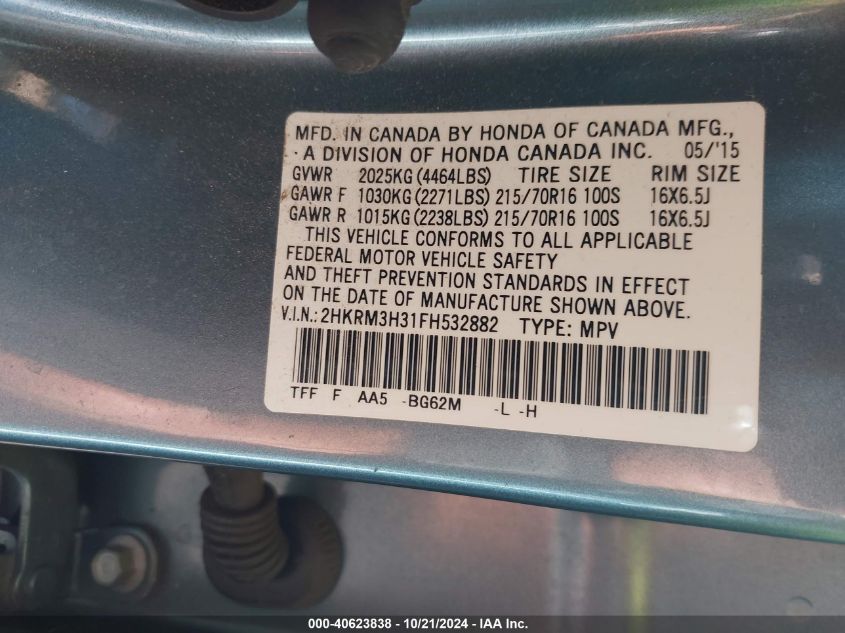 MFD. IN CANADA BY HONDA OF CANADA MFG.,
A DIVISION OF HONDA CANADA INC. 05/'15
GVWR 2025KG (4464LBS) TIRE SIZE RIM SIZE
GAWR F 1030KG (2271LBS) 215/70R16 100S 16X6.5J
GAWR R 1015KG (2238LBS) 215/70R16 100S 16X6.5J
THIS VEHICLE CONFORMS TO ALL APPLICABLE
FEDERAL MOTOR VEHICLE SAFETY
AND THEFT PREVENTION STANDARDS IN EFFECT
ON THE DATE OF MANUFACTURE SHOWN ABOVE.
V.I.N.: 2HKRM3H31FH532882 TYPE: MPV
TFF F AA5 -BG62M -L -H
000-40623838 - 10/21/2024 - IAA Inc.